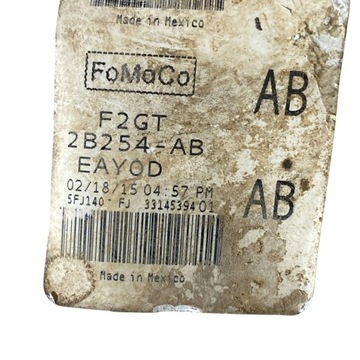 Made in Mexico
FoMoCo
AB
F2GT
2B254-AB
EAYOD
02/18/15 04:57 PM
AB
5FJ140 FJ 3314539401
Made in Mexico